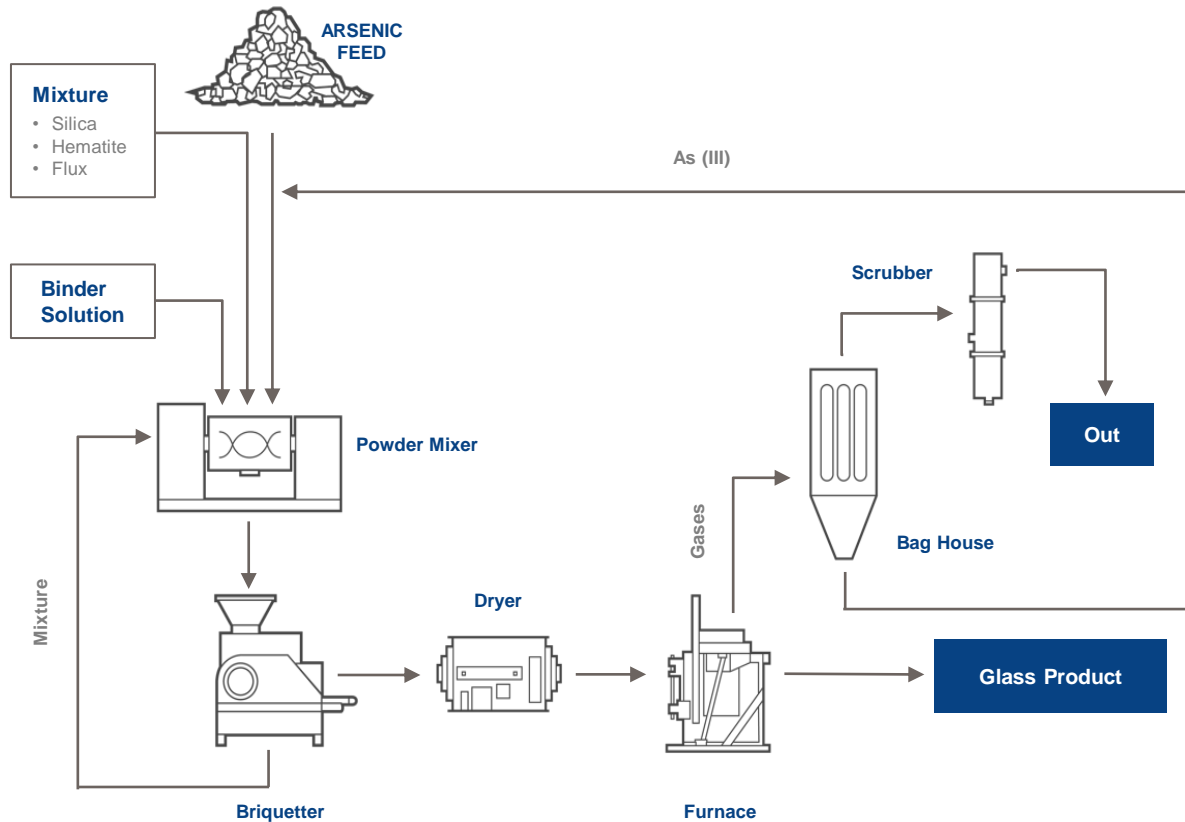 ARSENIC
FEED
Mixture
• Silica
• Hematite
• Flux
As (III)
Binder
Solution
Scrubber
Powder Mixer
Out
Gases
Bag House
Mixture
Dryer
Glass Product
Briquetter
Furnace